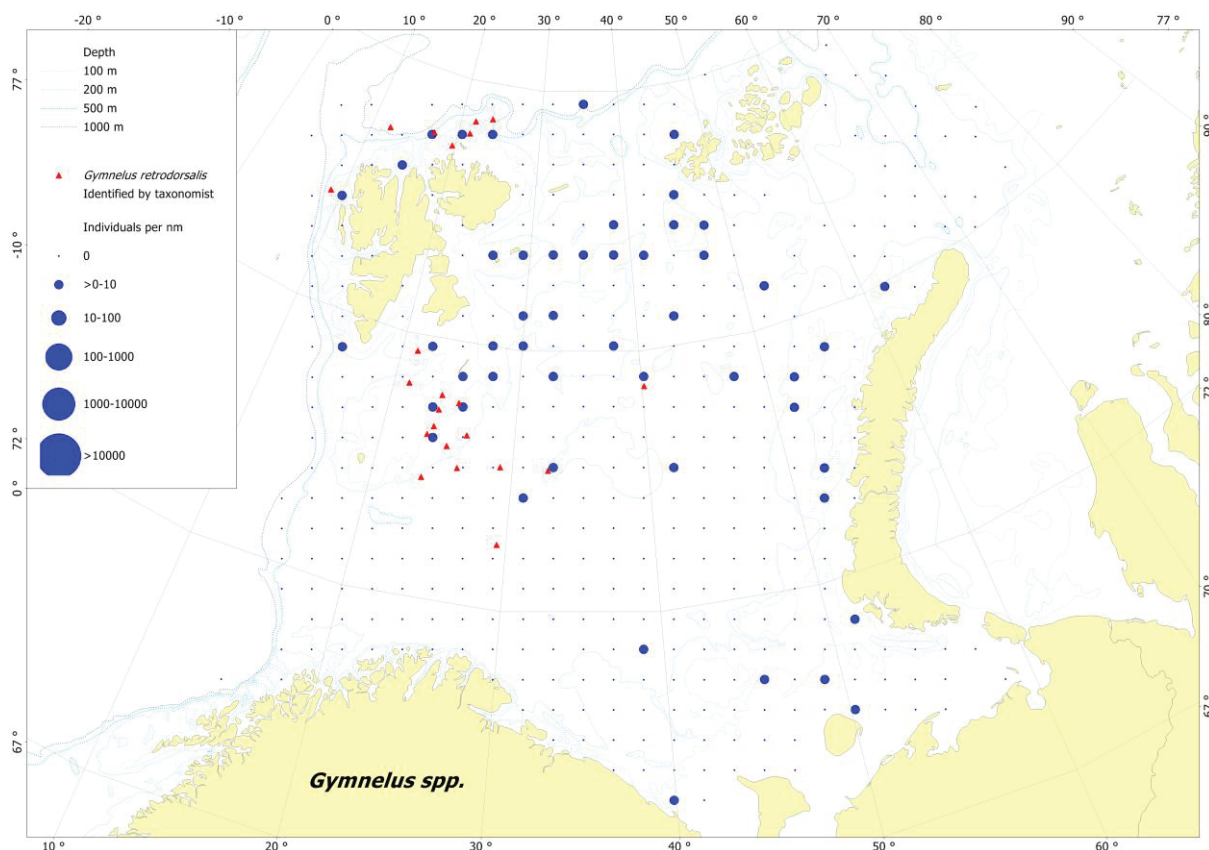 -20 ° -10 ° 0 ° 10 ° 20 ° 30 ° 40 ° 50 ° 60 ° 70 ° 80 ° 90 ° 77 °
Depth
100 m
200 m
500 m
1000 m
Gymnelus retrodorsalis
Identified by taxonomist
Individuals per nm
0
>0-10
10-100
100-1000
1000-10000
>10000
77 °
-10 °
72 °
0 °
67 °
90 °
80 °
72 °
70 °
67 °
Gymnelus spp.
10 ° 20 ° 30 ° 40 ° 50 ° 60 °